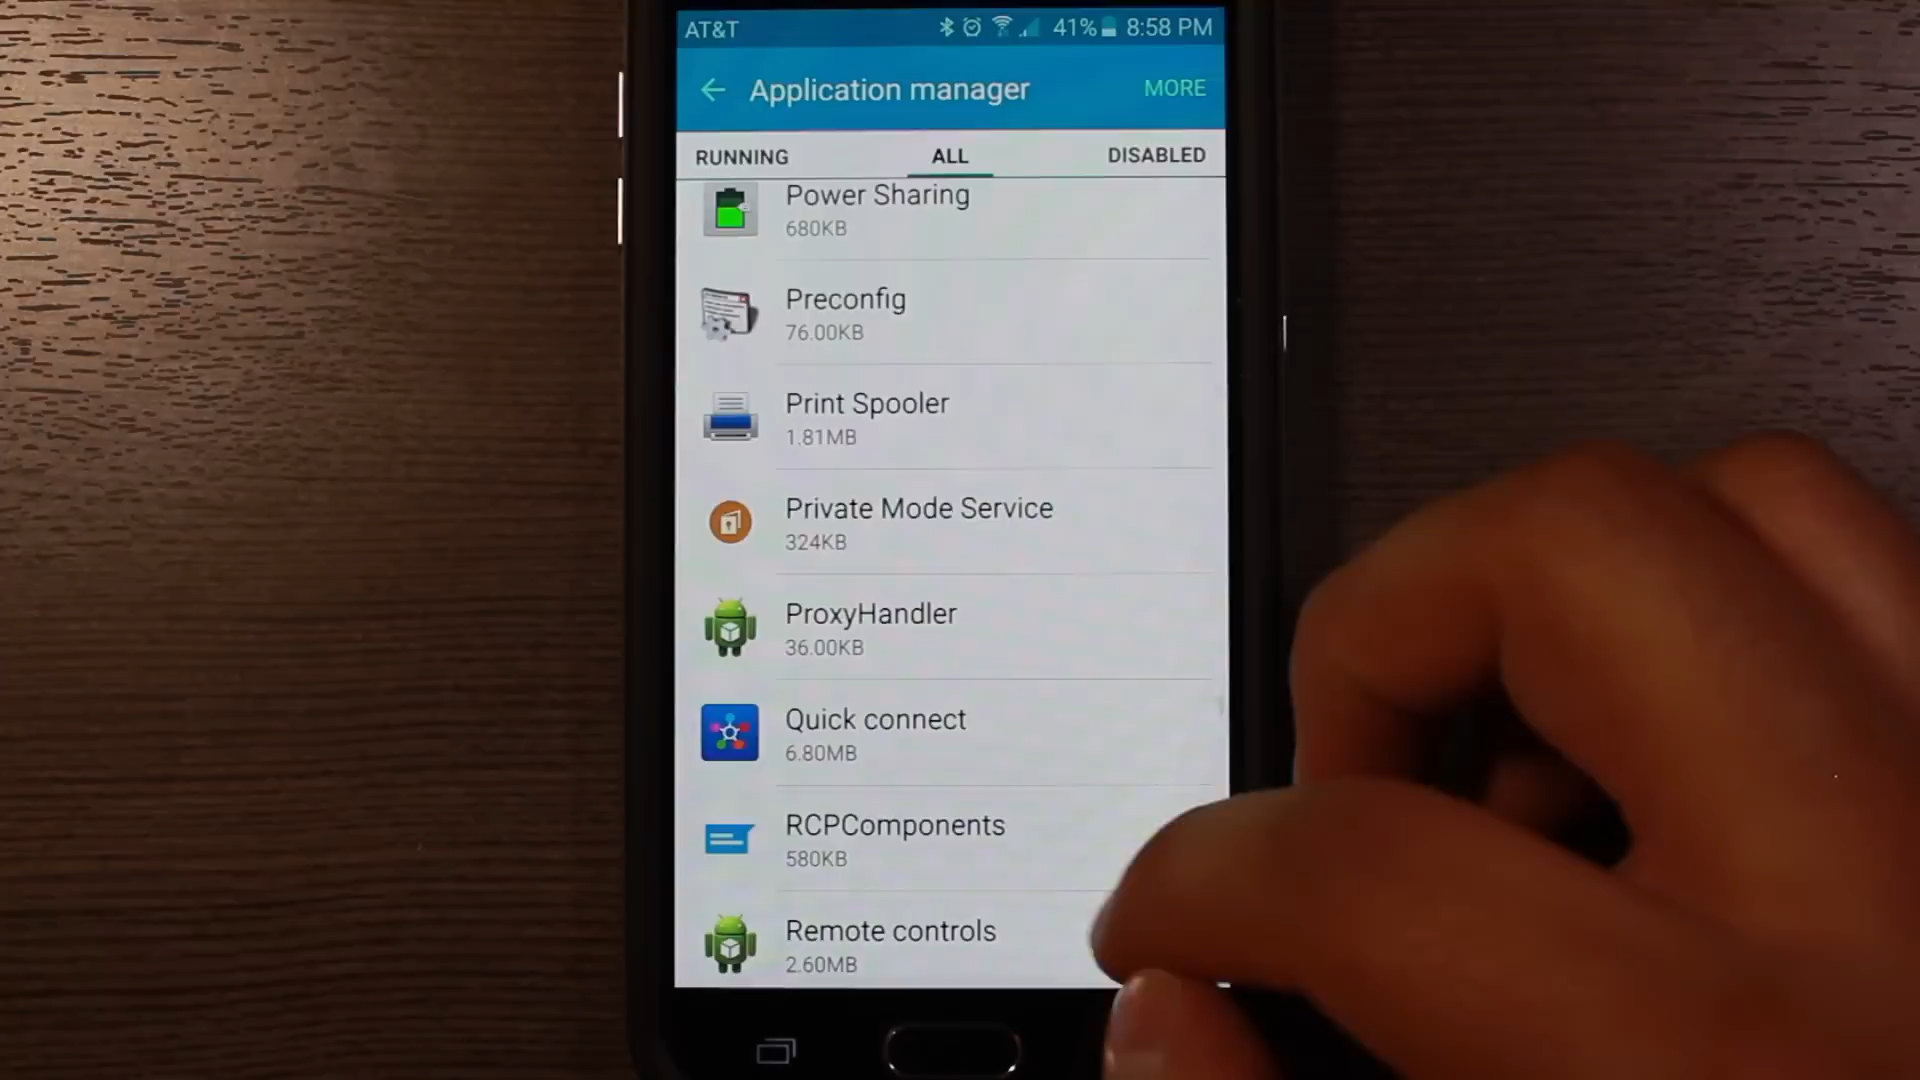 AT&T 41% 8:58 PM
Application manager MORE
RUNNING ALL DISABLED
Power Sharing
680KB
Preconfig
76.00KB
Print Spooler
1.81MB
Private Mode Service
324KB
ProxyHandler
36.00KB
Quick connect
6.80MB
RCPComponents
580KB
Remote controls
2.60MB